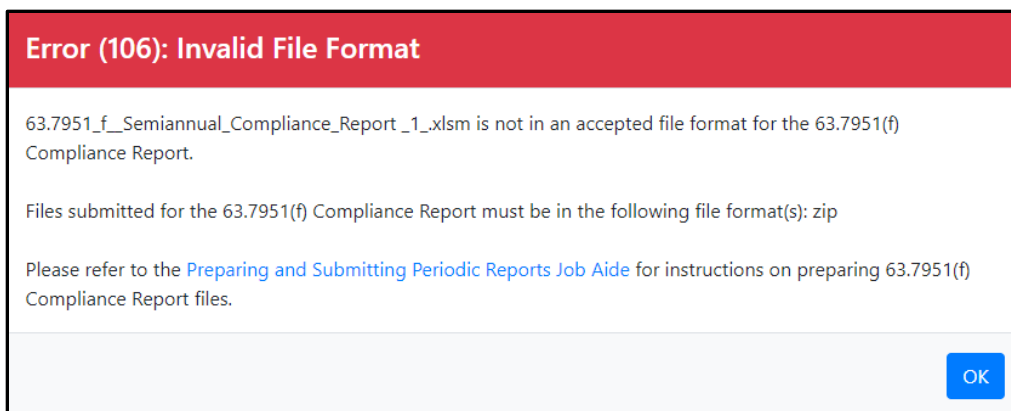 Error (106): Invalid File Format
63.7951_f__Semiannual_Compliance_Report _1_.xlsm is not in an accepted file format for the 63.7951(f)
Compliance Report.
Files submitted for the 63.7951(f) Compliance Report must be in the following file format(s): zip
Please refer to the Preparing and Submitting Periodic Reports Job Aide for instructions on preparing 63.7951(f)
Compliance Report files.
OK